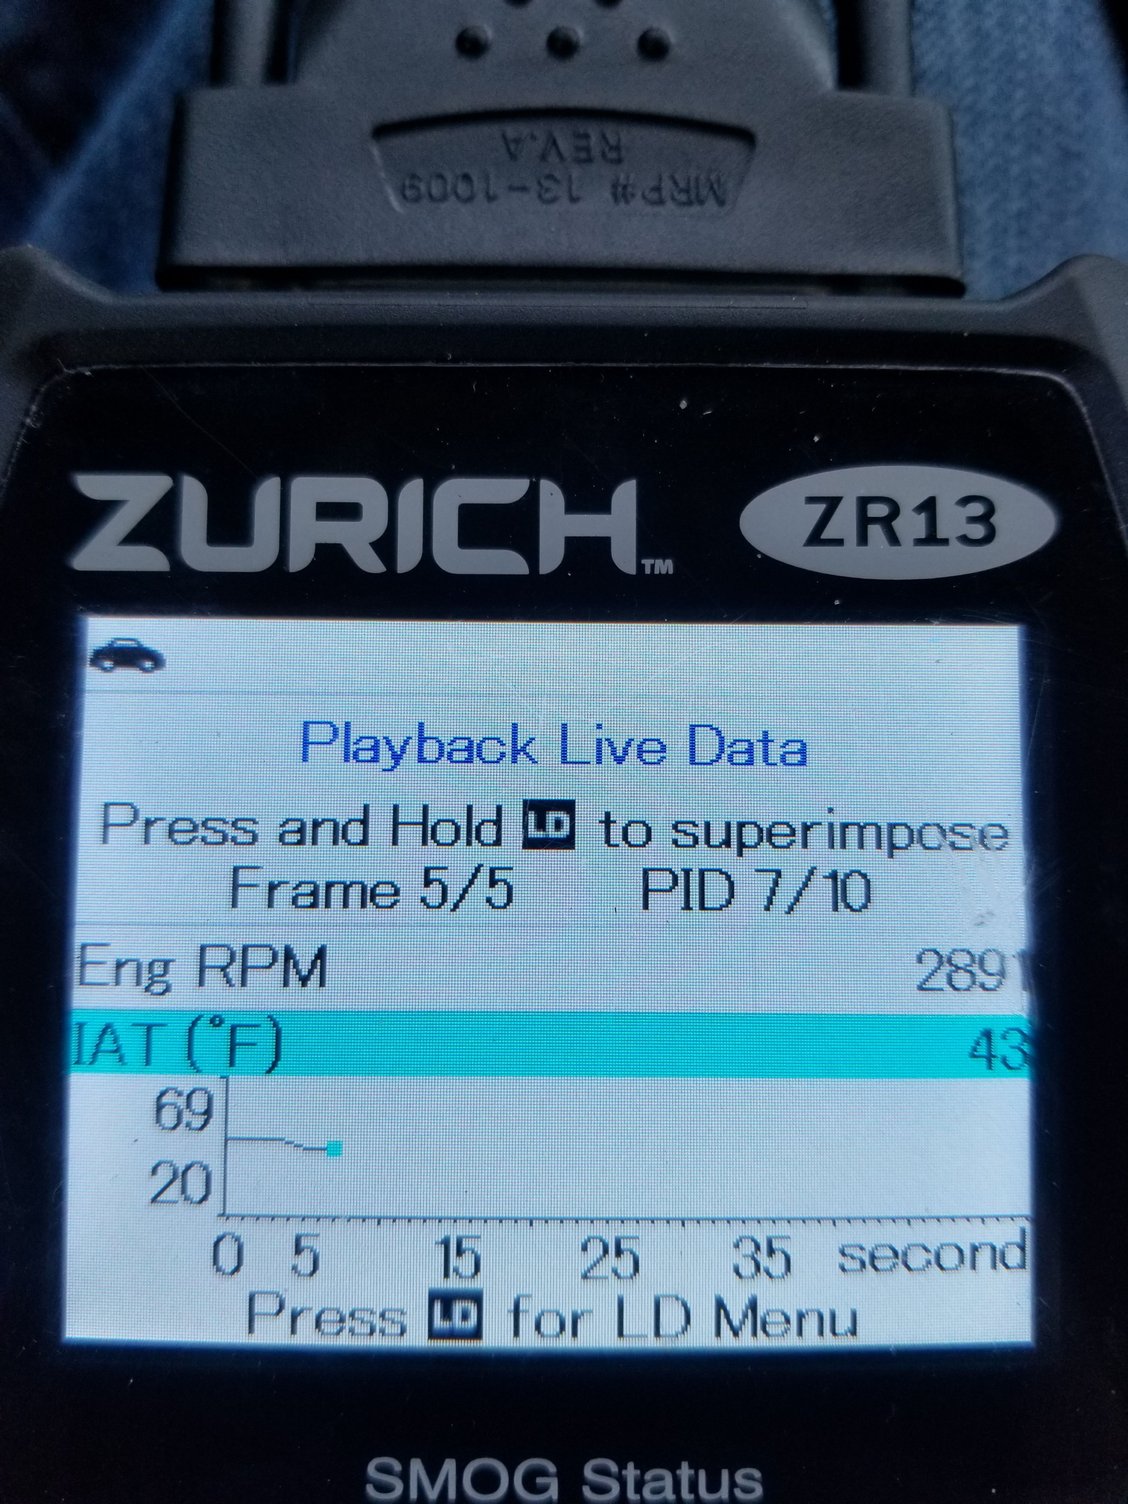 MRP# 13-1009
REV.A
ZURICH™
ZR13
Playback Live Data
Press and Hold LD to superimpose
Frame 5/5 PID 7/10
Eng RPM 2891
IAT (°F) 43
69
20
0 5 15 25 35 second
Press LD for LD Menu
SMOG Status